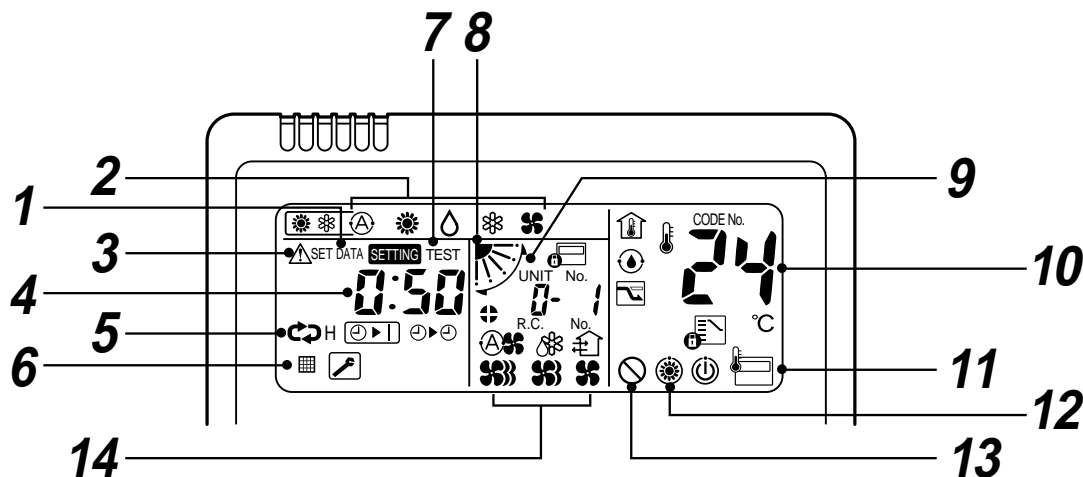 7 8
2
1
9
CODE No.
3
SET DATA SETTING TEST
24
10
4
0:50
UNIT No.
0- 1
R.C. No.
°C
5
H
A
A
6
11
12
14
13